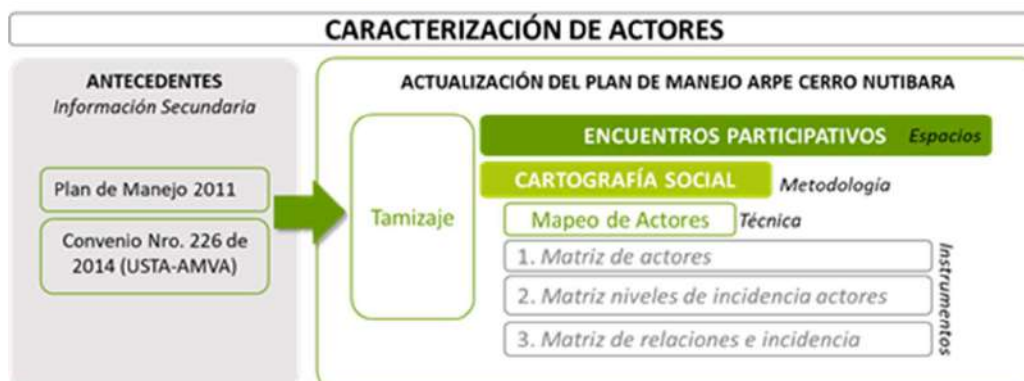 CARACTERIZACIÓN DE ACTORES
ANTECEDENTES
Información Secundaria
Plan de Manejo 2011
Convenio Nro. 226 de
2014 (USTA-AMVA)
ACTUALIZACIÓN DEL PLAN DE MANEJO ARPE CERRO NUTIBARA
Tamizaje
ENCUENTROS PARTICIPATIVOS Espacios
CARTOGRAFÍA SOCIAL Metodología
Mapeo de Actores Técnica
1. Matriz de actores
2. Matriz niveles de incidencia actores
3. Matriz de relaciones e incidencia
Instrumentos